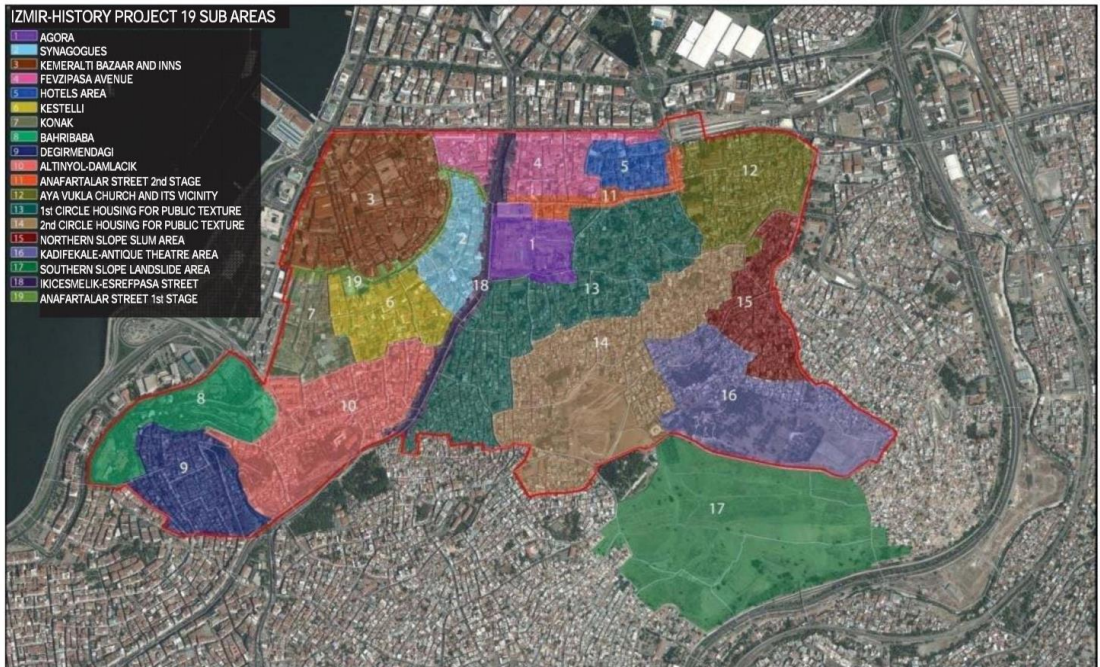 IZMIR-HISTORY PROJECT 19 SUB AREAS
1 AGORA
2 SYNAGOGUES
3 KEMERALTI BAZAAR AND INNS
4 FEVZIPASA AVENUE
5 HOTELS AREA
6 KESTELLI
7 KONAK
8 BAHRIBABA
9 DEGIRMENDAGI
10 ALTINYOL-DAMLACIK
11 ANAFARTALAR STREET 2nd STAGE
12 AYA VUKLA CHURCH AND ITS VICINITY
13 1st CIRCLE HOUSING FOR PUBLIC TEXTURE
14 2nd CIRCLE HOUSING FOR PUBLIC TEXTURE
15 NORTHERN SLOPE SLUM AREA
16 KADIFEKALE-ANTIQUE THEATRE AREA
17 SOUTHERN SLOPE LANDSLIDE AREA
18 IKICESMELIK-ESREFPASA STREET
19 ANAFARTALAR STREET 1st STAGE
4
5
12
3
11
2
1
19
18
13
6
15
7
14
8
10
16
9
17